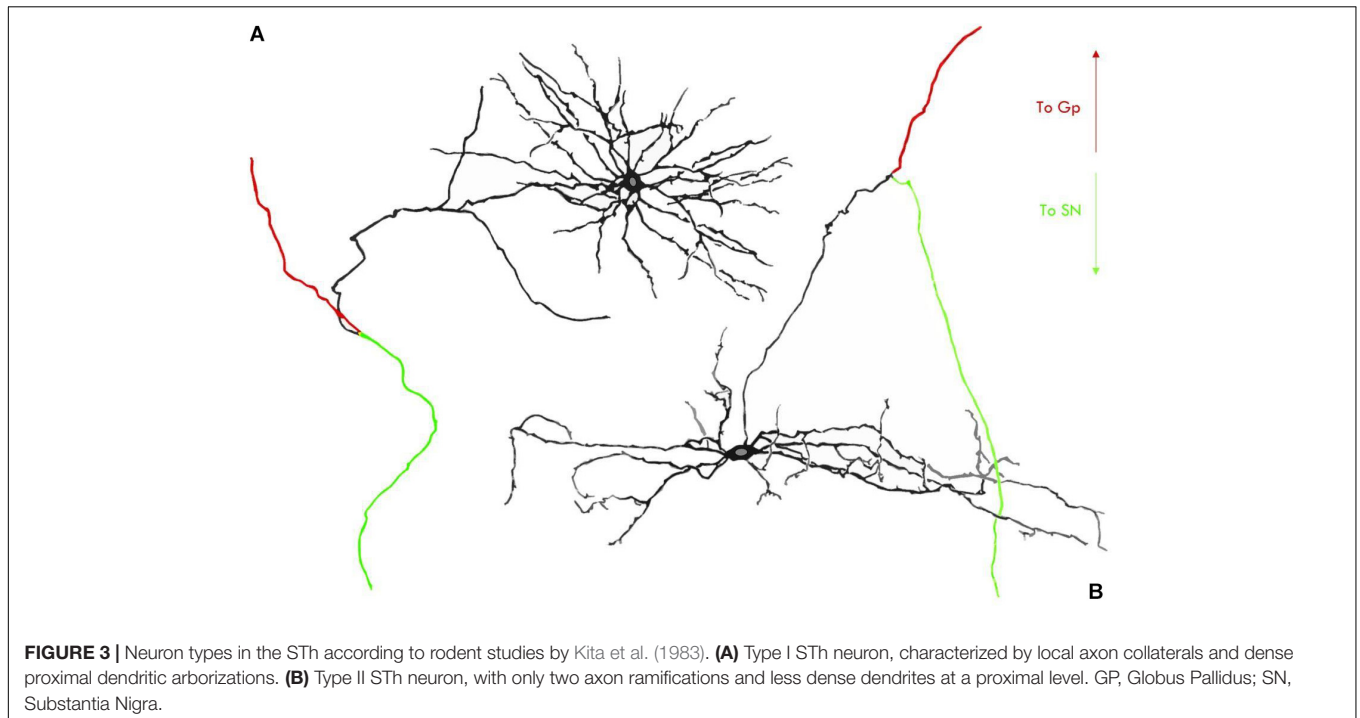 A
To Gp
To SN
B
FIGURE 3 | Neuron types in the STh according to rodent studies by Kita et al. (1983). (A) Type I STh neuron, characterized by local axon collaterals and dense
proximal dendritic arborizations. (B) Type II STh neuron, with only two axon ramifications and less dense dendrites at a proximal level. GP, Globus Pallidus; SN,
Substantia Nigra.